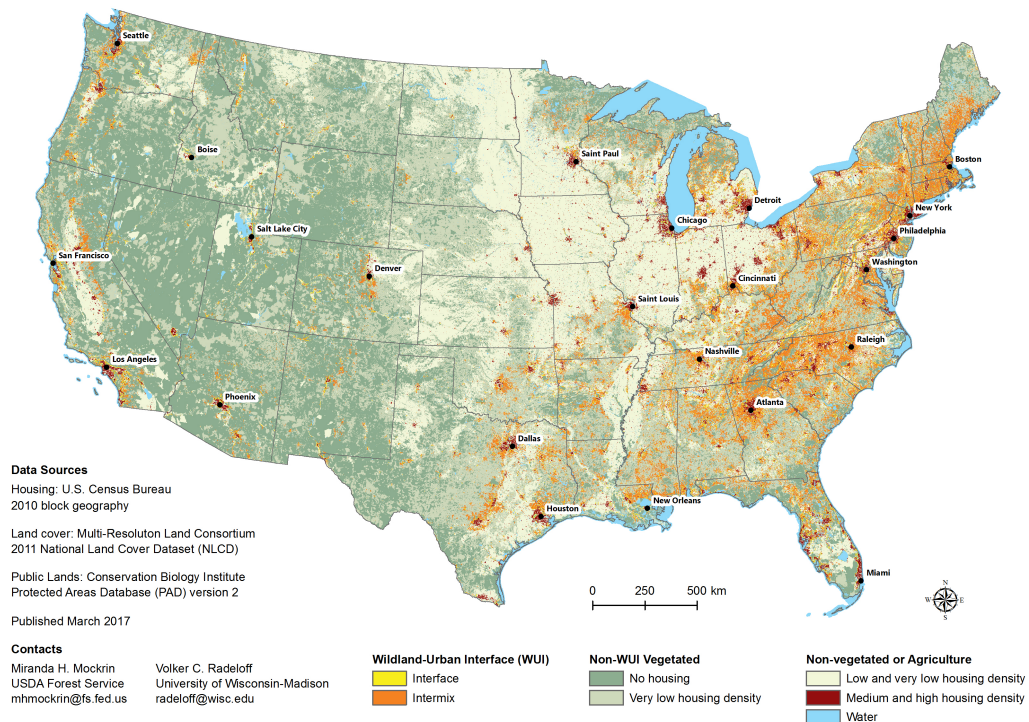 Seattle
Boise
Salt Lake City
San Francisco
Los Angeles
Phoenix
Denver
Saint Paul
Chicago
Detroit
Boston
New York
Philadelphia
Washington
Cincinnati
Saint Louis
Nashville
Raleigh
Atlanta
Dallas
Houston
New Orleans
Miami
0 250 500 km
N
W E
S
Data Sources
Housing: U.S. Census Bureau
2010 block geography
Land cover: Multi-Resoluton Land Consortium
2011 National Land Cover Dataset (NLCD)
Public Lands: Conservation Biology Institute
Protected Areas Database (PAD) version 2
Published March 2017
Contacts
Miranda H. Mockrin
USDA Forest Service
mhmockrin@fs.fed.us
Volker C. Radeloff
University of Wisconsin-Madison
radeloff@wisc.edu
Wildland-Urban Interface (WUI)
Interface
Intermix
Non-WUI Vegetated
No housing
Very low housing density
Non-vegetated or Agriculture
Low and very low housing density
Medium and high housing density
Water